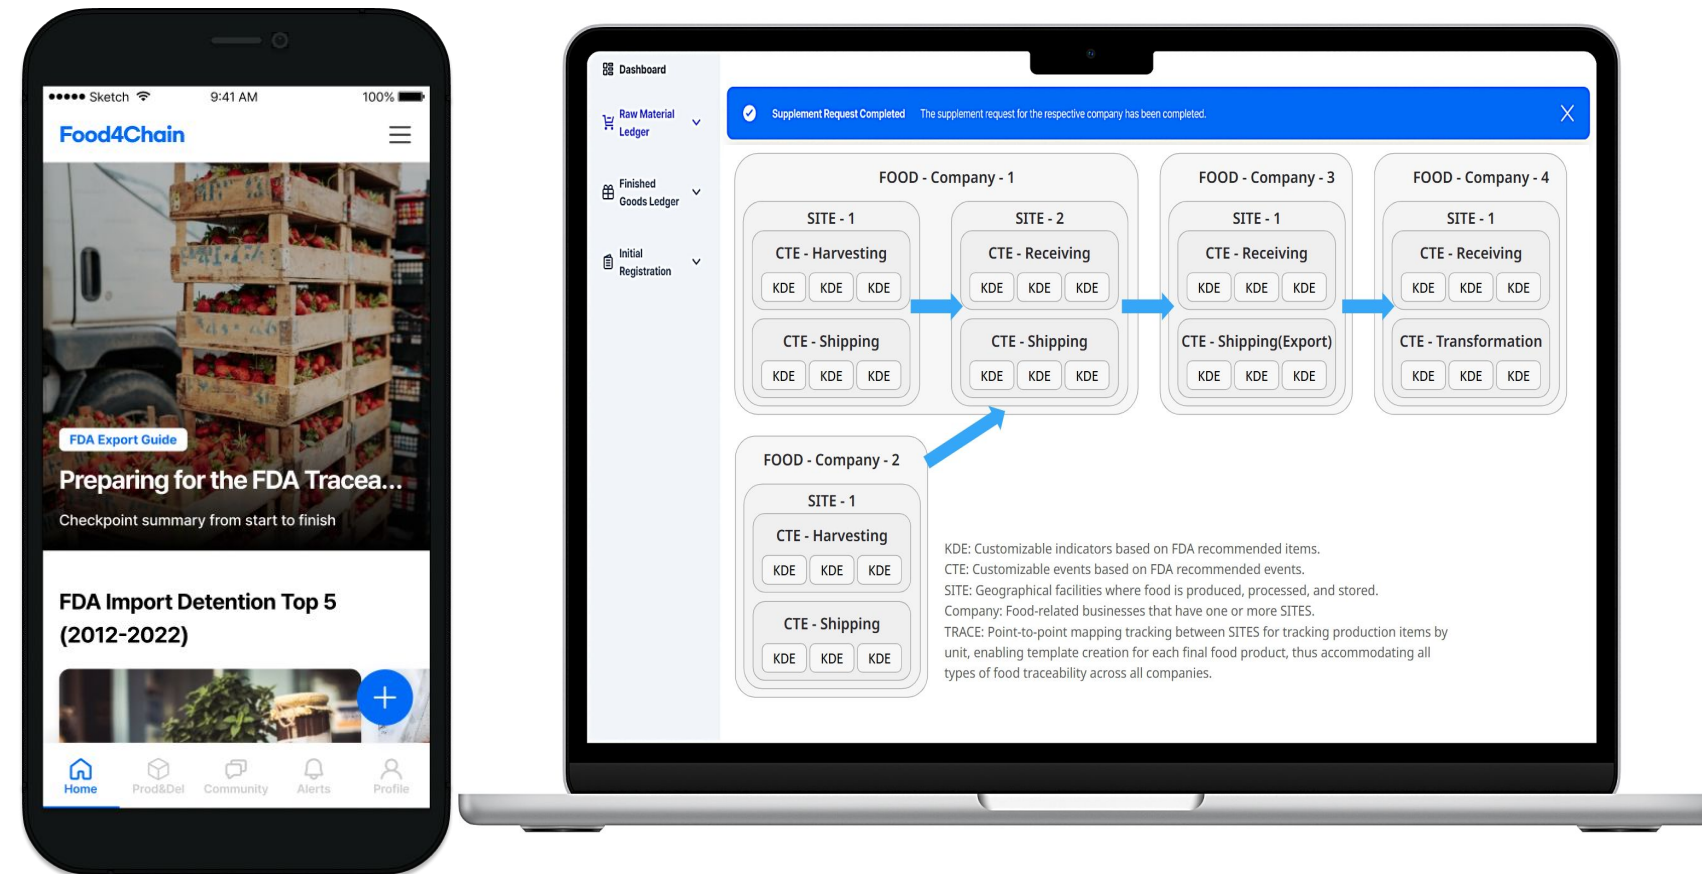 Sketch
9:41 AM
100%
Food4Chain
FDA Export Guide
Preparing for the FDA Tracea...
Checkpoint summary from start to finish
FDA Import Detention Top 5
(2012-2022)
Home
Prod&Del
Community
Alerts
Profile
Dashboard
Raw Material
Ledger
Finished
Goods Ledger
Initial
Registration
Supplement Request Completed The supplement request for the respective company has been completed.
FOOD - Company - 1
SITE - 1
CTE - Harvesting
KDE KDE KDE
CTE - Shipping
KDE KDE KDE
SITE - 2
CTE - Receiving
KDE KDE KDE
CTE - Shipping
KDE KDE KDE
FOOD - Company - 3
SITE - 1
CTE - Receiving
KDE KDE KDE
CTE - Shipping(Export)
KDE KDE KDE
FOOD - Company - 4
SITE - 1
CTE - Receiving
KDE KDE KDE
CTE - Transformation
KDE KDE KDE
FOOD - Company - 2
SITE - 1
CTE - Harvesting
KDE KDE KDE
CTE - Shipping
KDE KDE KDE
KDE: Customizable indicators based on FDA recommended items.
CTE: Customizable events based on FDA recommended events.
SITE: Geographical facilities where food is produced, processed, and stored.
Company: Food-related businesses that have one or more SITES.
TRACE: Point-to-point mapping tracking between SITES for tracking production items by
unit, enabling template creation for each final food product, thus accommodating all
types of food traceability across all companies.